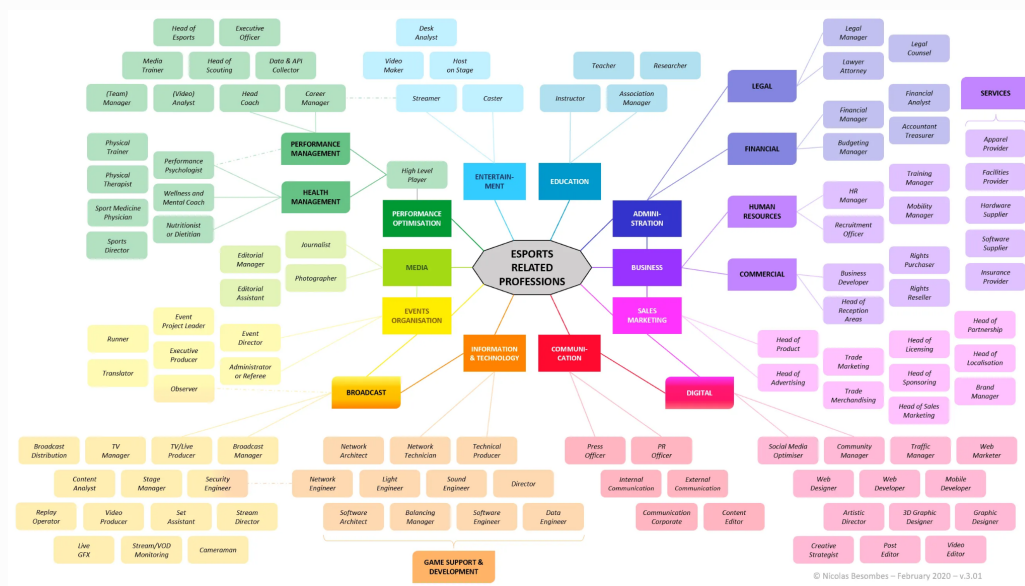 Head of
Esports
Executive
Officer
Media
Trainer
Head of
Scouting
Data & API
Collector
(Team)
Manager
(Video)
Analyst
Head
Coach
Career
Manager
PERFORMANCE
MANAGEMENT
Physical
Trainer
Performance
Psychologist
Physical
Therapist
Wellness and
Mental Coach
HEALTH
MANAGEMENT
High Level
Player
Sport Medicine
Physician
Nutritionist
or Dietitian
Sports
Director
PERFORMANCE
OPTIMISATION
Desk
Analyst
Video
Maker
Host
on Stage
Streamer
Caster
ENTERTAIN-
MENT
Teacher
Researcher
Instructor
Association
Manager
EDUCATION
LEGAL
Legal
Manager
Legal
Counsel
Lawyer
Attorney
FINANCIAL
Financial
Manager
Financial
Analyst
Budgeting
Manager
Accountant
Treasurer
ADMINI-
STRATION
SERVICES
Apparel
Provider
Facilities
Provider
Hardware
Supplier
Software
Supplier
Insurance
Provider
HUMAN
RESOURCES
HR
Manager
Training
Manager
Recruitment
Officer
Mobility
Manager
COMMERCIAL
Business
Developer
Rights
Purchaser
Head of
Reception
Areas
Rights
Reseller
BUSINESS
ESPORTS
RELATED
PROFESSIONS
MEDIA
Journalist
Editorial
Manager
Photographer
Editorial
Assistant
EVENTS
ORGANISATION
Event
Project Leader
Runner
Event
Director
Executive
Producer
Translator
Administrator
or Referee
Observer
INFORMATION
& TECHNOLOGY
COMMUNI-
CATION
SALES
MARKETING
Head of
Product
Head of
Licensing
Head of
Partnership
Trade
Marketing
Head of
Advertising
Head of
Sponsoring
Head of
Localisation
Trade
Merchandising
Head of Sales
Marketing
Brand
Manager
BROADCAST
DIGITAL
Broadcast
Distribution
TV
Manager
TV/Live
Producer
Broadcast
Manager
Content
Analyst
Stage
Manager
Security
Engineer
Replay
Operator
Video
Producer
Set
Assistant
Stream
Director
Live
GFX
Stream/VOD
Monitoring
Cameraman
Network
Architect
Network
Technician
Technical
Producer
Network
Engineer
Light
Engineer
Sound
Engineer
Director
Software
Architect
Balancing
Manager
Software
Engineer
Data
Engineer
GAME SUPPORT &
DEVELOPMENT
Press
Officer
PR
Officer
Internal
Communication
External
Communication
Communication
Corporate
Content
Editor
Social Media
Optimiser
Community
Manager
Traffic
Manager
Web
Marketer
Web
Designer
Web
Developer
Mobile
Developer
Artistic
Director
3D Graphic
Designer
Graphic
Designer
Creative
Strategist
Post
Editor
Video
Editor
© Nicolas Besombes – February 2020 – v.3.01